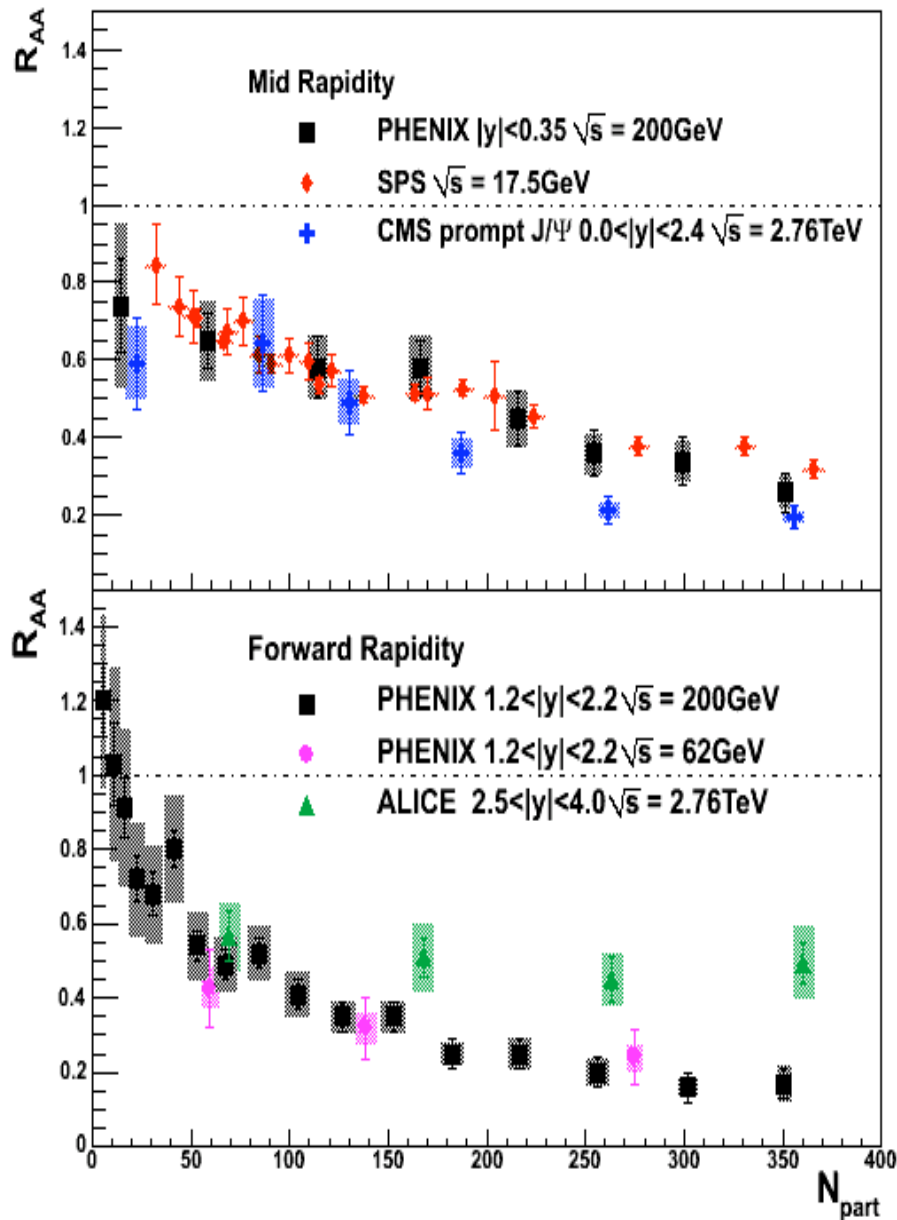 R_AA
1.4
Mid Rapidity
1.2
PHENIX |y|<0.35 √s = 200GeV
SPS √s = 17.5GeV
1
CMS prompt J/Ψ 0.0<|y|<2.4 √s = 2.76TeV
0.8
0.6
0.4
0.2
R_AA
1.4
Forward Rapidity
1.2
PHENIX 1.2<|y|<2.2 √s = 200GeV
PHENIX 1.2<|y|<2.2 √s = 62GeV
1
ALICE 2.5<|y|<4.0 √s = 2.76TeV
0.8
0.6
0.4
0.2
0
0 50 100 150 200 250 300 350 400
N_part